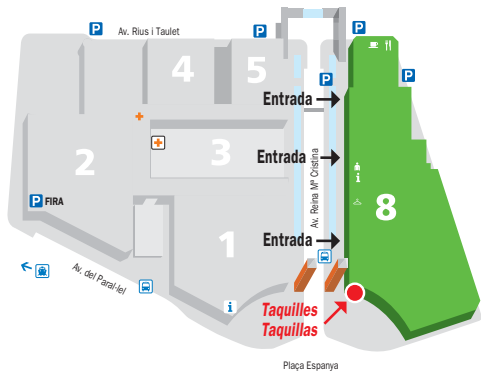 P
Av. Rius i Taulet
P
P
4
5
P
P
Entrada
2
3
Entrada
Av. Reina Mª Cristina
i
P FIRA
8
1
Entrada
Av. del Paral·lel
i
Taquilles
Taquillas
Plaça Espanya